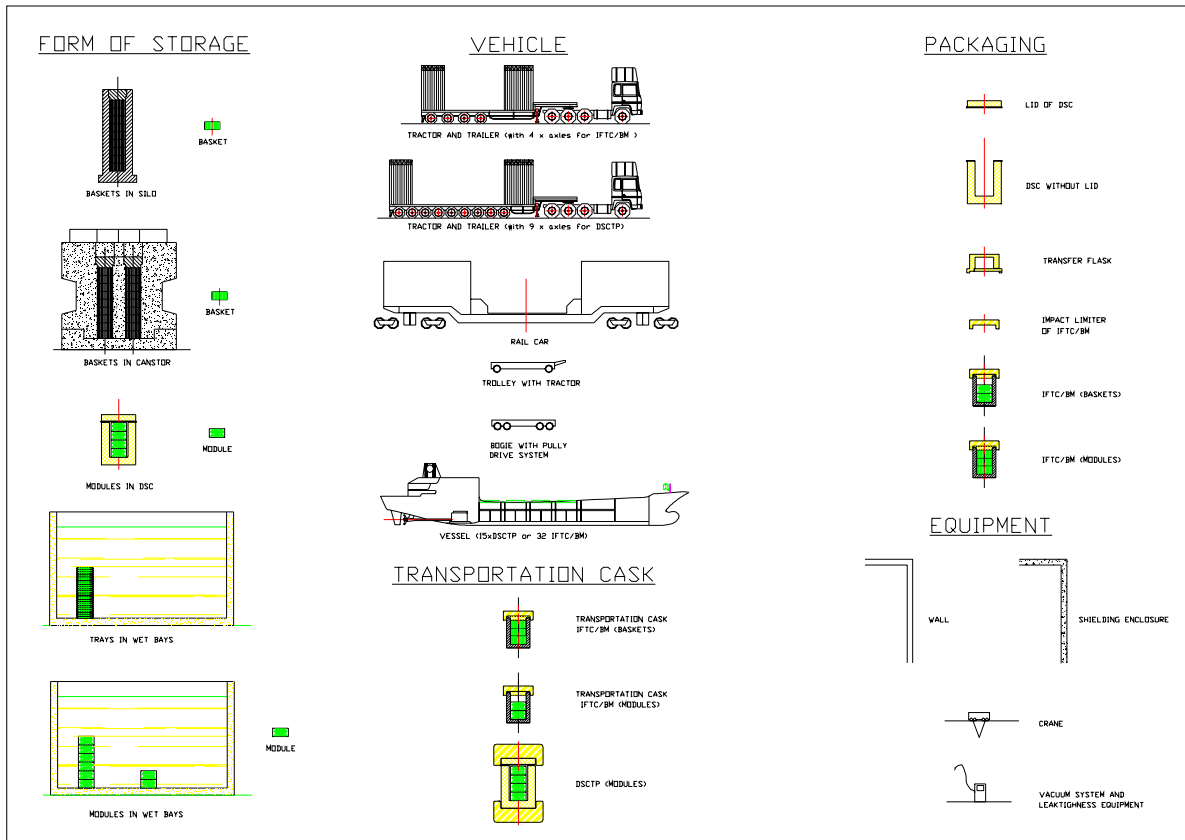 FORM OF STORAGE
BASKET
BASKETS IN SILO
BASKET
BASKETS IN CANSTOR
MODULE
MODULES IN DSC
TRAYS IN WET BAYS
MODULE
MODULES IN WET BAYS
VEHICLE
TRACTOR AND TRAILER (with 4 x axles for IFTC/BM )
TRACTOR AND TRAILER (with 9 x axles for DSCTP)
RAIL CAR
TROLLEY WITH TRACTOR
BOGIE WITH PULLY
DRIVE SYSTEM
VESSEL (15xDSCTP or 32 IFTC/BM)
TRANSPORTATION CASK
TRANSPORTATION CASK
IFTC/BM (BASKETS)
TRANSPORTATION CASK
IFTC/BM (MODULES)
DSCTP (MODULES)
PACKAGING
LID OF DSC
DSC WITHOUT LID
TRANSFER FLASK
IMPACT LIMITER
OF IFTC/BM
IFTC/BM (BASKETS)
IFTC/BM (MODULES)
EQUIPMENT
WALL
SHIELDING ENCLOSURE
CRANE
VACUUM SYSTEM AND
LEAKTIGHNESS EQUIPMENT